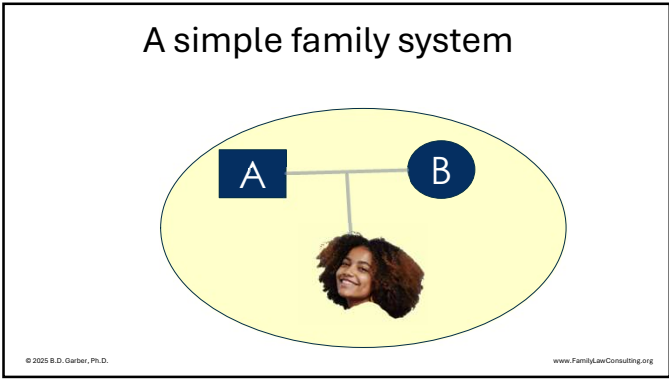 A simple family system
A
B
© 2025 B.D. Garber, Ph.D.
www.FamilyLawConsulting.org